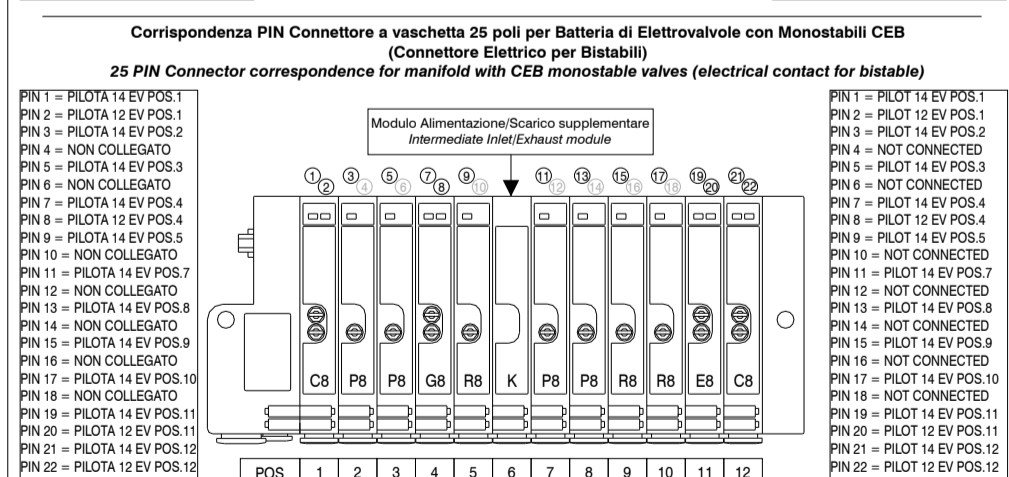 Corrispondenza PIN Connettore a vaschetta 25 poli per Batteria di Elettrovalvole con Monostabili CEB
(Connettore Elettrico per Bistabili)
25 PIN Connector correspondence for manifold with CEB monostable valves (electrical contact for bistable)
PIN 1 = PILOTA 14 EV POS.1
PIN 2 = PILOTA 12 EV POS.1
PIN 3 = PILOTA 14 EV POS.2
PIN 4 = NON COLLEGATO
PIN 5 = PILOTA 14 EV POS.3
PIN 6 = NON COLLEGATO
PIN 7 = PILOTA 14 EV POS.4
PIN 8 = PILOTA 12 EV POS.4
PIN 9 = PILOTA 14 EV POS.5
PIN 10 = NON COLLEGATO
PIN 11 = PILOTA 14 EV POS.7
PIN 12 = NON COLLEGATO
PIN 13 = PILOTA 14 EV POS.8
PIN 14 = NON COLLEGATO
PIN 15 = PILOTA 14 EV POS.9
PIN 16 = NON COLLEGATO
PIN 17 = PILOTA 14 EV POS.10
PIN 18 = NON COLLEGATO
PIN 19 = PILOTA 14 EV POS.11
PIN 20 = PILOTA 12 EV POS.11
PIN 21 = PILOTA 14 EV POS.12
PIN 22 = PILOTA 12 EV POS.12
Modulo Alimentazione/Scarico supplementare
Intermediate Inlet/Exhaust module
1 2 3 4 5 6 7 8 9 10 11 12 13 14 15 16 17 18 19 20 21 22
C8 P8 P8 G8 R8 K P8 P8 R8 R8 E8 C8
POS 1 2 3 4 5 6 7 8 9 10 11 12
PIN 1 = PILOT 14 EV POS.1
PIN 2 = PILOT 12 EV POS.1
PIN 3 = PILOT 14 EV POS.2
PIN 4 = NOT CONNECTED
PIN 5 = PILOT 14 EV POS.3
PIN 6 = NOT CONNECTED
PIN 7 = PILOT 14 EV POS.4
PIN 8 = PILOT 12 EV POS.4
PIN 9 = PILOT 14 EV POS.5
PIN 10 = NOT CONNECTED
PIN 11 = PILOT 14 EV POS.7
PIN 12 = NOT CONNECTED
PIN 13 = PILOT 14 EV POS.8
PIN 14 = NOT CONNECTED
PIN 15 = PILOT 14 EV POS.9
PIN 16 = NOT CONNECTED
PIN 17 = PILOT 14 EV POS.10
PIN 18 = NOT CONNECTED
PIN 19 = PILOT 14 EV POS.11
PIN 20 = PILOT 12 EV POS.11
PIN 21 = PILOT 14 EV POS.12
PIN 22 = PILOT 12 EV POS.12